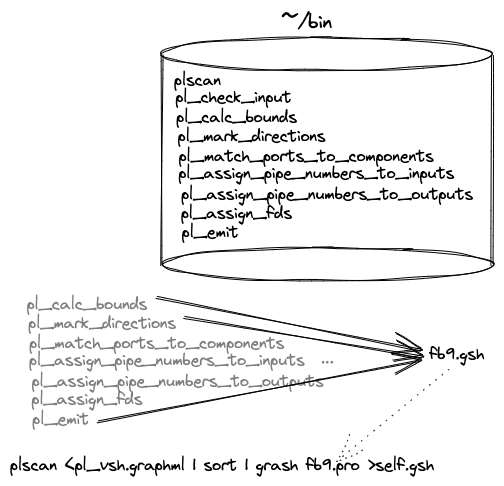 ~/bin
plscan
pl_check_input
pl_calc_bounds
pl_mark_directions
pl_match_ports_to_components
pl_assign_pipe_numbers_to_inputs
pl_assign_pipe_numbers_to_outputs
pl_assign_fds
pl_emit
pl_calc_bounds
pl_mark_directions
pl_match_ports_to_components
pl_assign_pipe_numbers_to_inputs ...
pl_assign_pipe_numbers_to_outputs
pl_assign_fds
pl_emit
fb9.gsh
plscan <pl_vsh.graphml | sort | grash fb9.pro >self.gsh